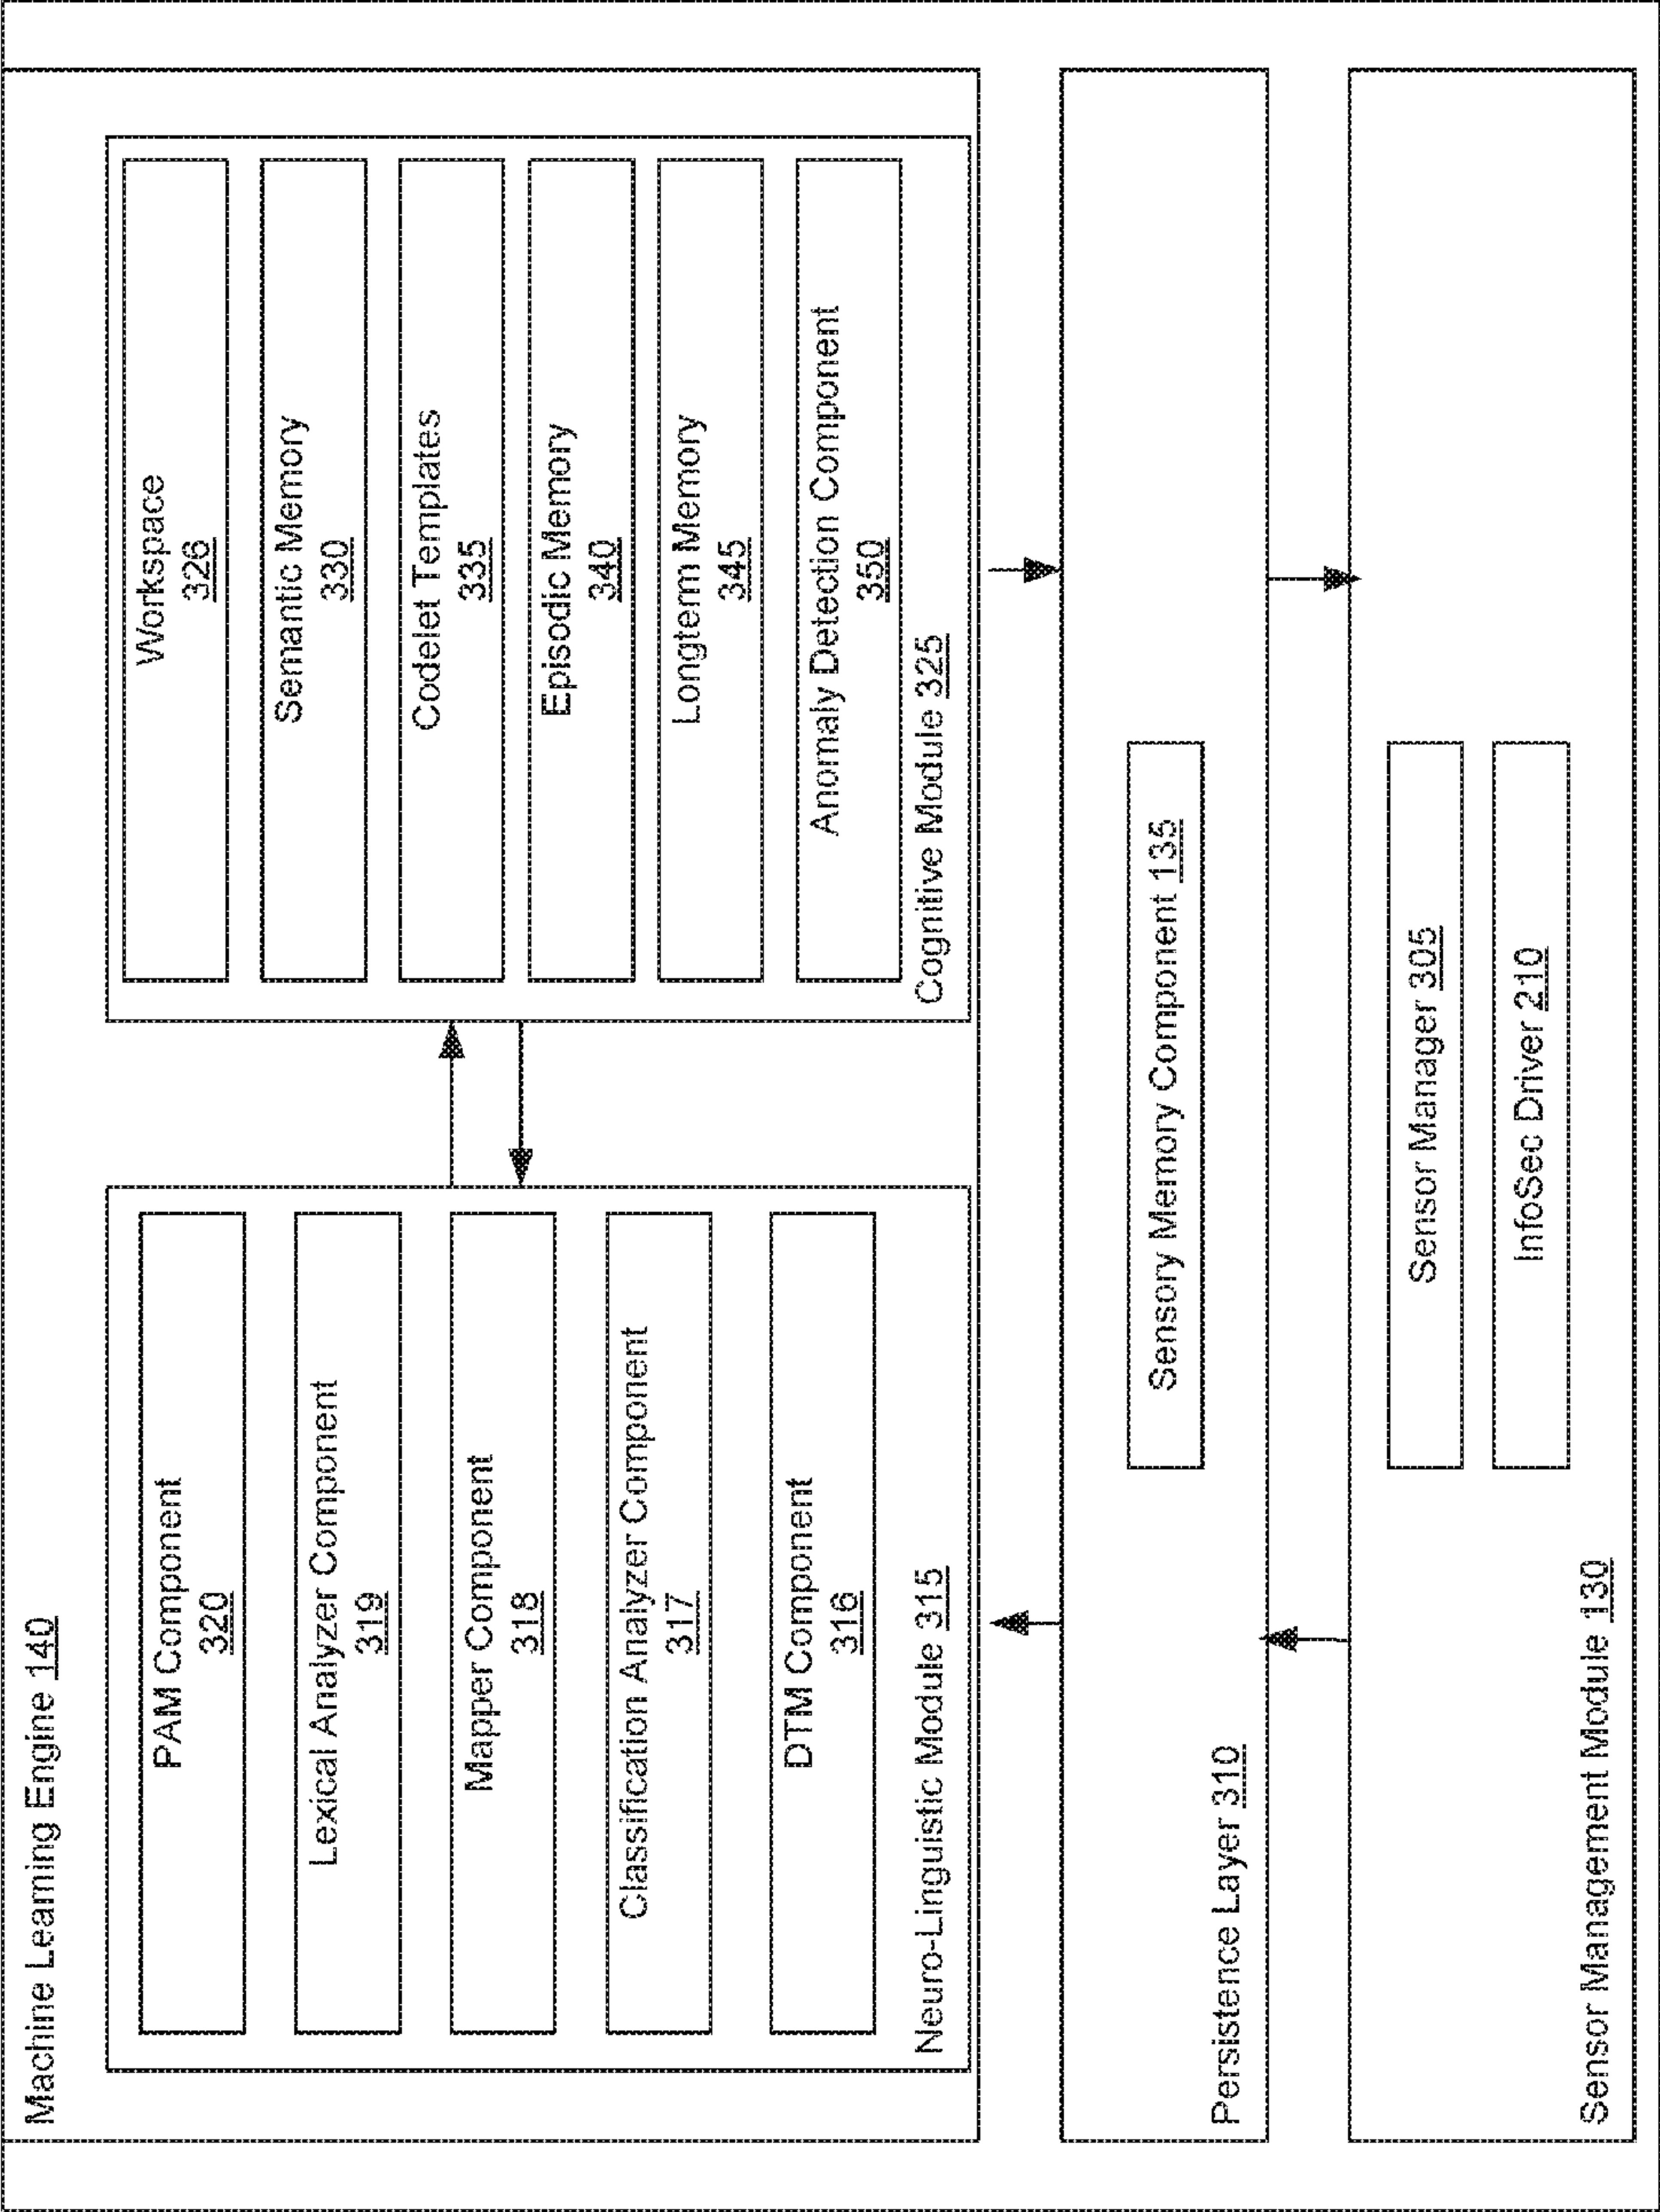 Machine Learning Engine 140
PAM Component
320
Lexical Analyzer Component
319
Mapper Component
318
Classification Analyzer Component
317
DTM Component
316
Neuro-Linguistic Module 315
Workspace
326
Semantic Memory
330
Codelet Templates
335
Episodic Memory
340
Longterm Memory
345
Anomaly Detection Component
350
Cognitive Module 325
Sensory Memory Component 135
Persistence Layer 310
Sensor Manager 305
InfoSec Driver 210
Sensor Management Module 130